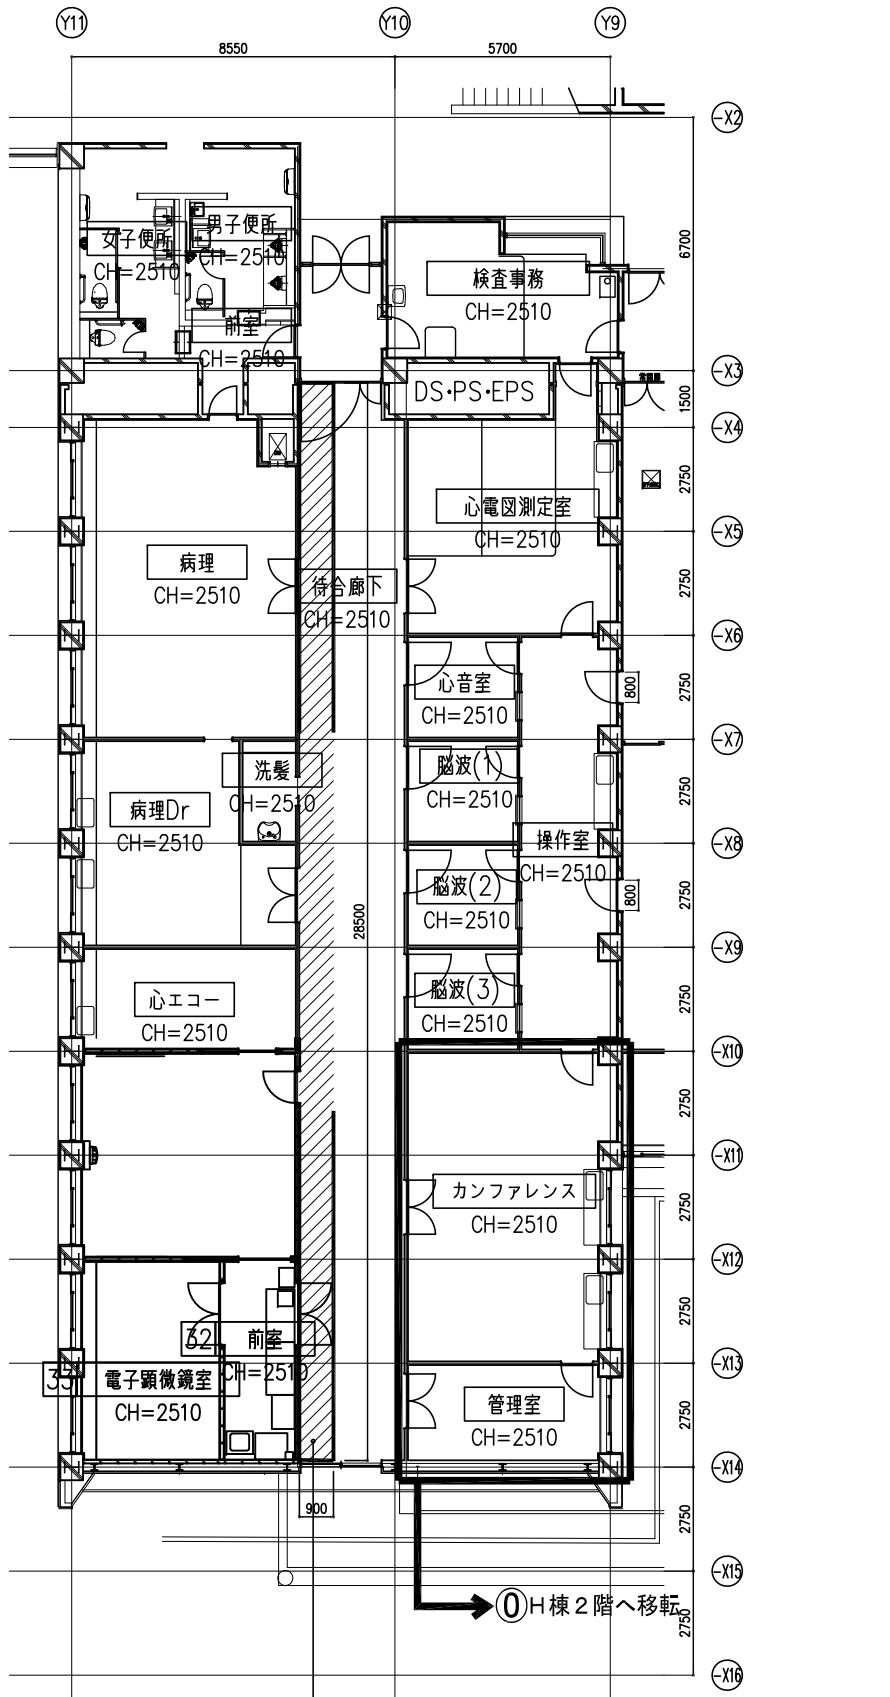 Y11
Y10
Y9
8550
5700
-X2
6700
女子便所
CH=2510
男子便所
CH=2510
検査事務
CH=2510
前室
CH=2510
-X3
DS・PS・EPS
1500
-X4
2750
心電図測定室
CH=2510
-X5
病理
CH=2510
待合廊下
CH=2510
2750
-X6
心音室
CH=2510
800
2750
-X7
洗髪
CH=2510
脳波(1)
CH=2510
病理Dr
CH=2510
2750
操作室
CH=2510
-X8
脳波(2)
CH=2510
800
2750
28500
-X9
心エコー
CH=2510
脳波(3)
CH=2510
2750
-X10
2750
-X11
カンファレンス
CH=2510
2750
-X12
2750
32
前室
CH=2510
-X13
33
電子顕微鏡室
CH=2510
管理室
CH=2510
2750
-X14
900
2750
-X15
⓪H棟2階へ移転
2750
-X16